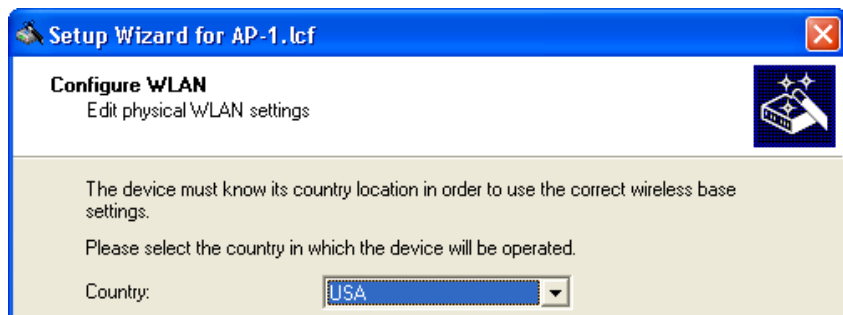 Setup Wizard for AP-1.lcf
Configure WLAN
Edit physical WLAN settings
The device must know its country location in order to use the correct wireless base
settings.
Please select the country in which the device will be operated.
Country: USA